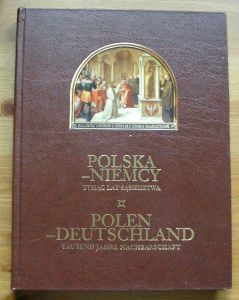 POLSKA
–NIEMCY
TYSIĄC LAT SĄSIEDZTWA
POLEN
–DEUTSCHLAND
TAUSEND JAHRE NACHBARSCHAFT